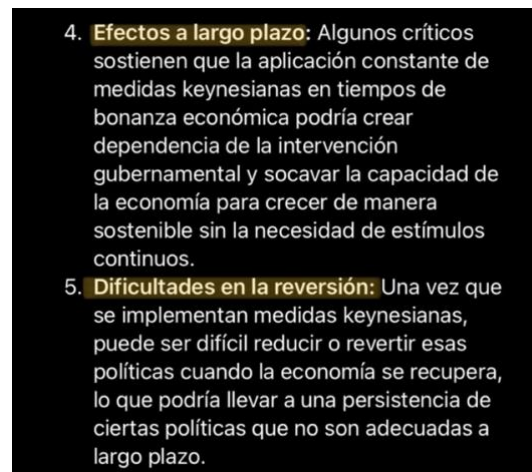 4. Efectos a largo plazo: Algunos críticos
sostienen que la aplicación constante de
medidas keynesianas en tiempos de
bonanza económica podría crear
dependencia de la intervención
gubernamental y socavar la capacidad de
la economía para crecer de manera
sostenible sin la necesidad de estímulos
continuos.
5. Dificultades en la reversión: Una vez que
se implementan medidas keynesianas,
puede ser difícil reducir o revertir esas
políticas cuando la economía se recupera,
lo que podría llevar a una persistencia de
ciertas políticas que no son adecuadas a
largo plazo.